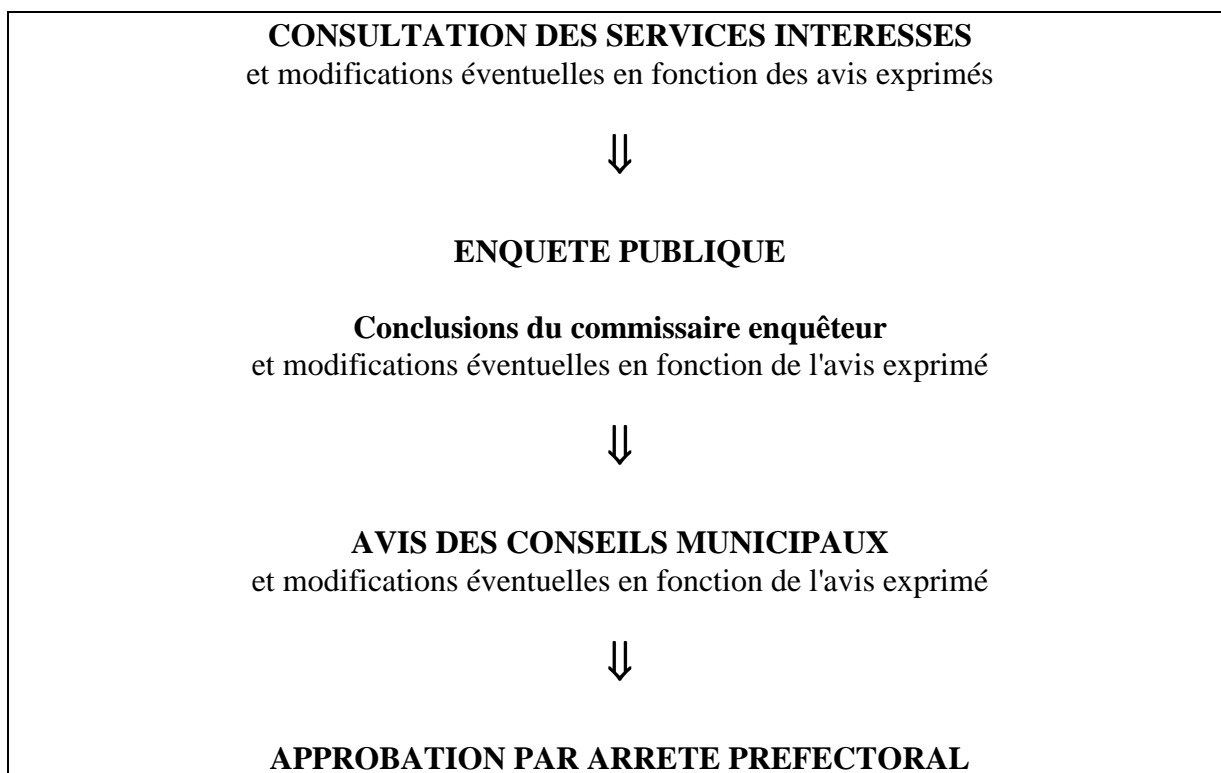 CONSULTATION DES SERVICES INTERESSES
et modifications éventuelles en fonction des avis exprimés
⇓
ENQUETE PUBLIQUE
Conclusions du commissaire enquêteur
et modifications éventuelles en fonction de l'avis exprimé
⇓
AVIS DES CONSEILS MUNICIPAUX
et modifications éventuelles en fonction de l'avis exprimé
⇓
APPROBATION PAR ARRETE PREFECTORAL